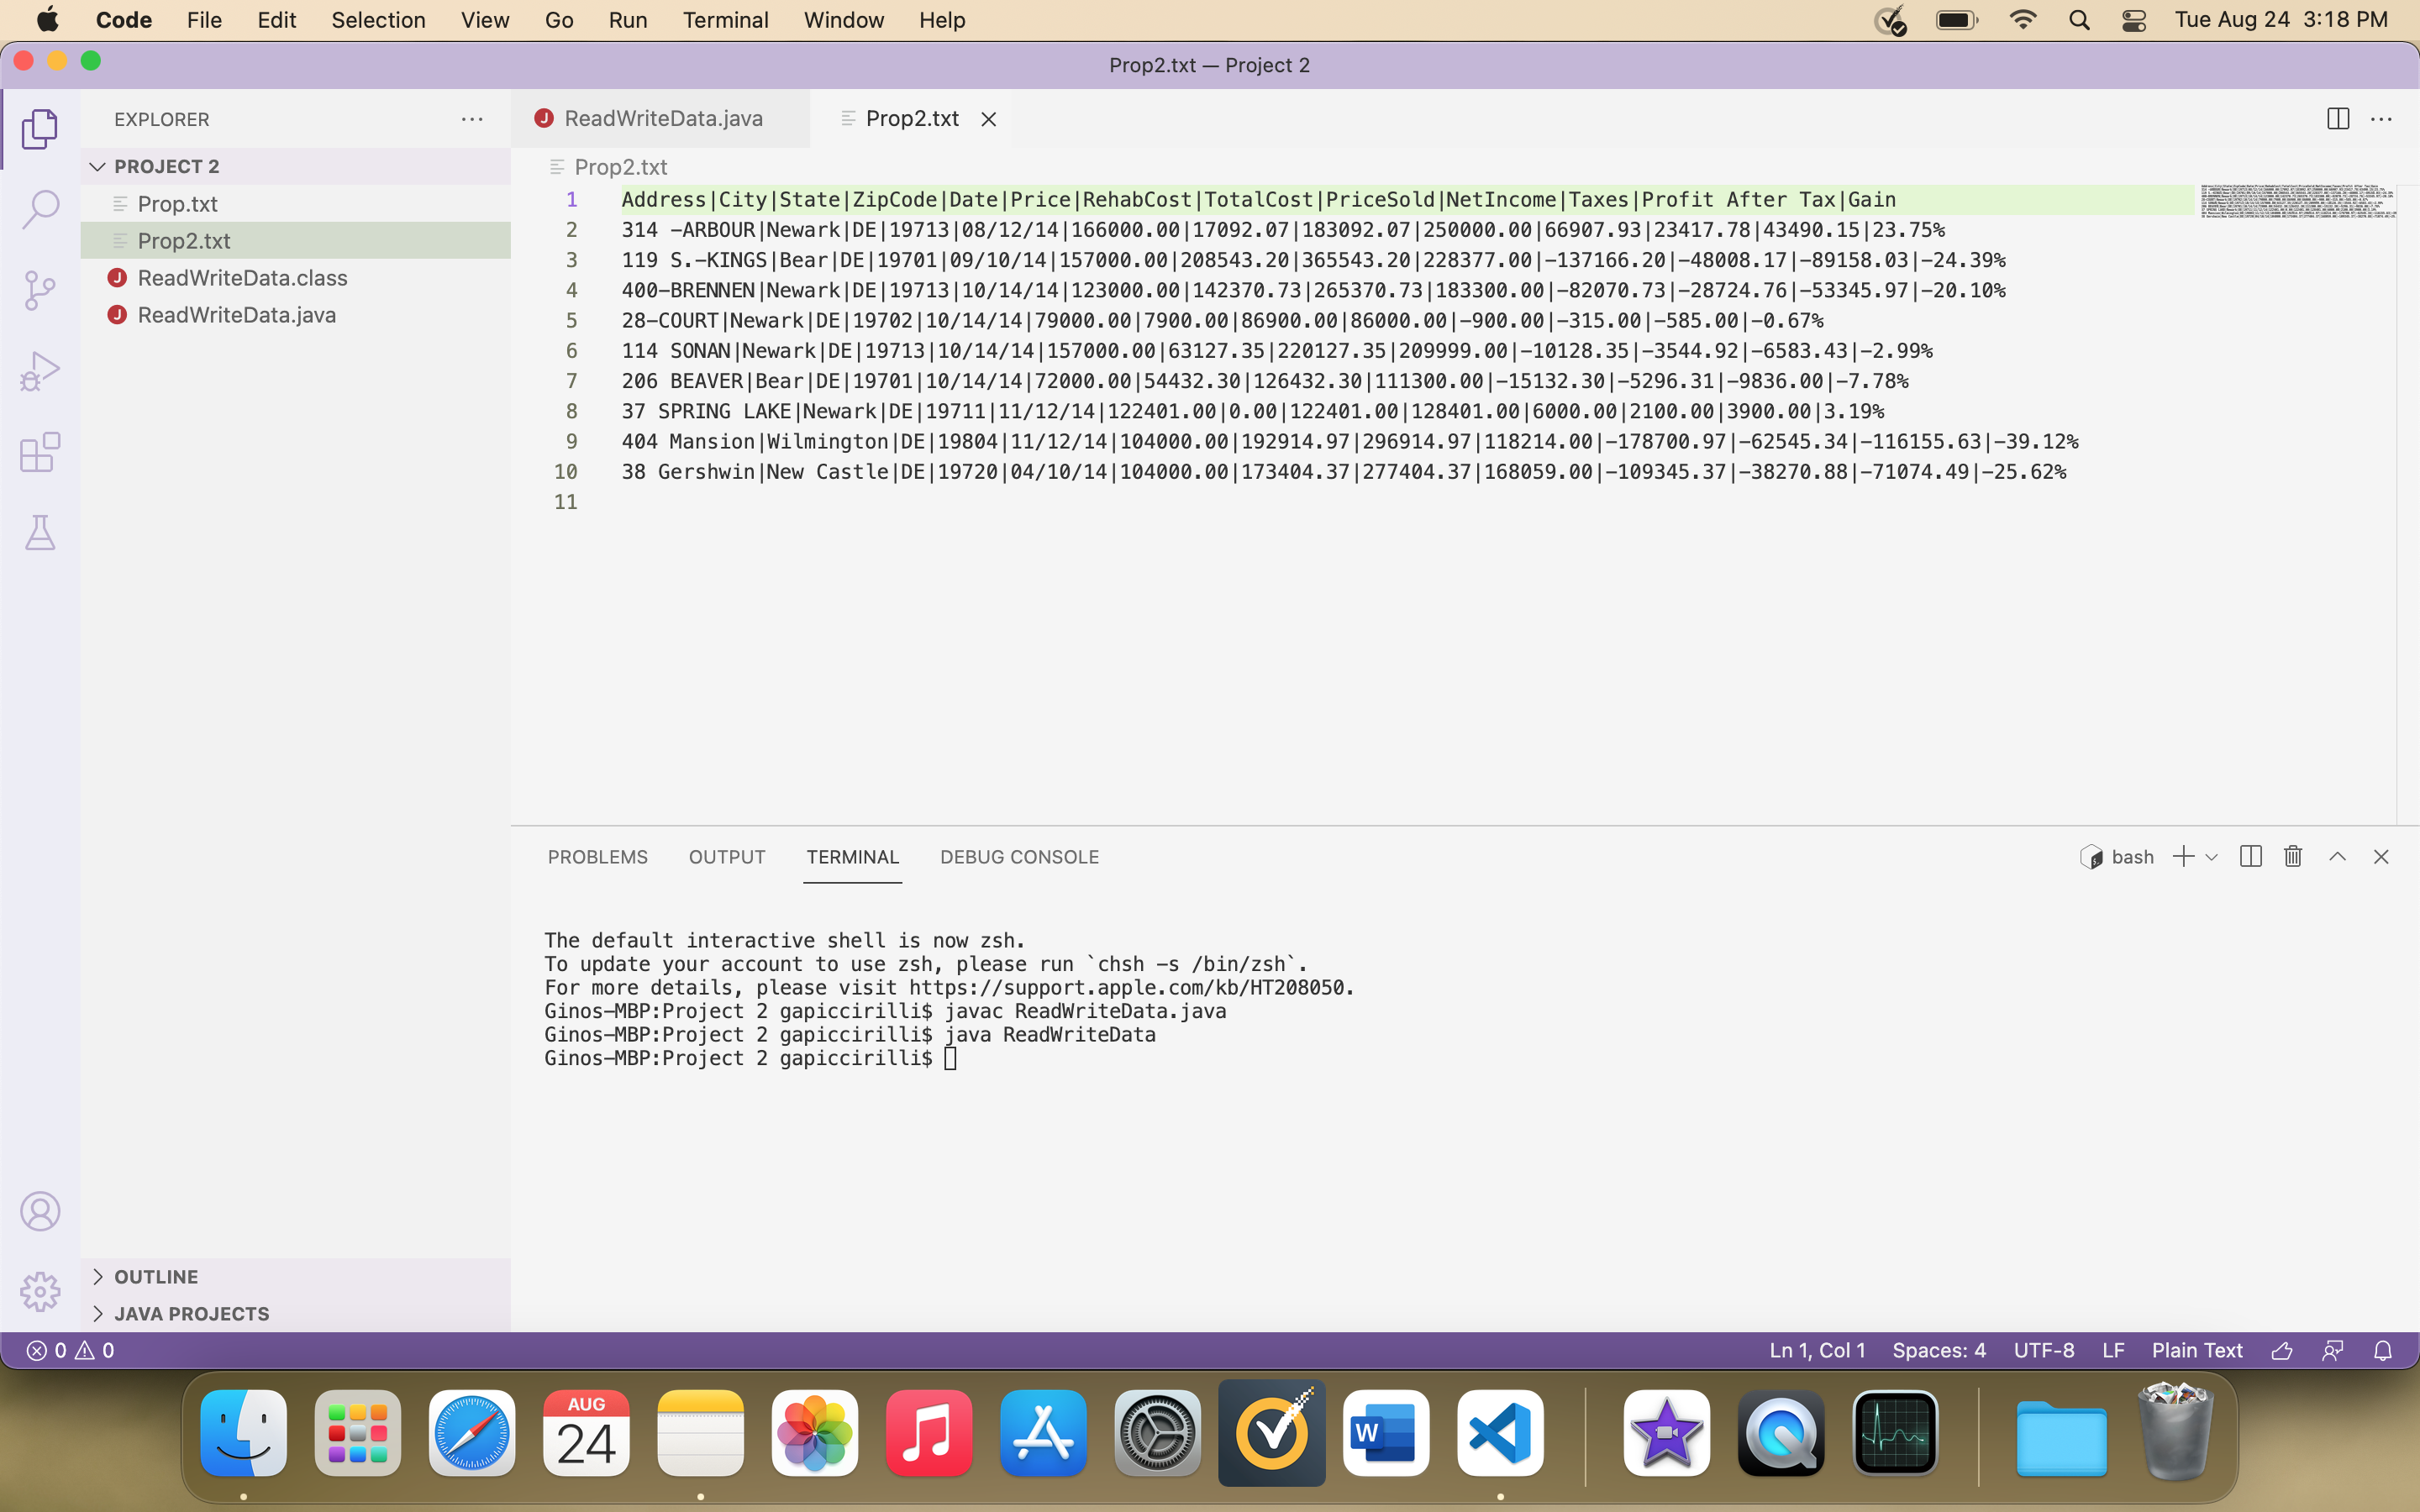 Code File Edit Selection View Go Run Terminal Window Help Tue Aug 24 3:18 PM
Prop2.txt — Project 2
EXPLORER
PROJECT 2
Prop.txt
Prop2.txt
ReadWriteData.class
ReadWriteData.java
OUTLINE
JAVA PROJECTS
ReadWriteData.java Prop2.txt
Prop2.txt
1 Address|City|State|ZipCode|Date|Price|RehabCost|TotalCost|PriceSold|NetIncome|Taxes|Profit After Tax|Gain
2 314 -ARBOUR|Newark|DE|19713|08/12/14|166000.00|17092.07|183092.07|250000.00|66907.93|23417.78|43490.15|23.75%
3 119 S.-KINGS|Bear|DE|19701|09/10/14|157000.00|208543.20|365543.20|228377.00|-137166.20|-48008.17|-89158.03|-24.39%
4 400-BRENNEN|Newark|DE|19713|10/14/14|123000.00|142370.73|265370.73|183300.00|-82070.73|-28724.76|-53345.97|-20.10%
5 28-COURT|Newark|DE|19702|10/14/14|79000.00|7900.00|86900.00|86000.00|-900.00|-315.00|-585.00|-0.67%
6 114 SONAN|Newark|DE|19713|10/14/14|157000.00|63127.35|220127.35|209999.00|-10128.35|-3544.92|-6583.43|-2.99%
7 206 BEAVER|Bear|DE|19701|10/14/14|72000.00|54432.30|126432.30|111300.00|-15132.30|-5296.31|-9836.00|-7.78%
8 37 SPRING LAKE|Newark|DE|19711|11/12/14|122401.00|0.00|122401.00|128401.00|6000.00|2100.00|3900.00|3.19%
9 404 Mansion|Wilmington|DE|19804|11/12/14|104000.00|192914.97|296914.97|118214.00|-178700.97|-62545.34|-116155.63|-39.12%
10 38 Gershwin|New Castle|DE|19720|04/10/14|104000.00|173404.37|277404.37|168059.00|-109345.37|-38270.88|-71074.49|-25.62%
11
PROBLEMS OUTPUT TERMINAL DEBUG CONSOLE bash
The default interactive shell is now zsh.
To update your account to use zsh, please run `chsh -s /bin/zsh`.
For more details, please visit https://support.apple.com/kb/HT208050.
Ginos-MBP:Project 2 gapiccirilli$ javac ReadWriteData.java
Ginos-MBP:Project 2 gapiccirilli$ java ReadWriteData
Ginos-MBP:Project 2 gapiccirilli$
0 0 Ln 1, Col 1 Spaces: 4 UTF-8 LF Plain Text
AUG
24
W